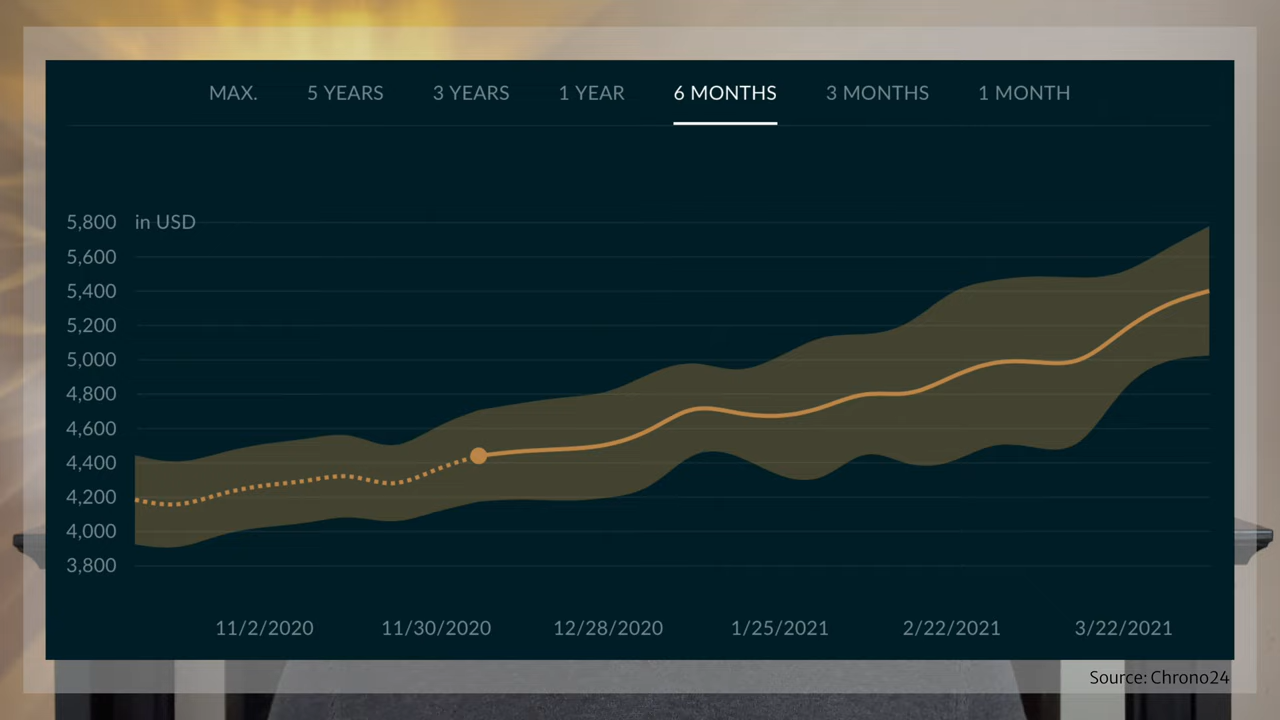 MAX. 5 YEARS 3 YEARS 1 YEAR 6 MONTHS 3 MONTHS 1 MONTH
5,800 in USD
5,600
5,400
5,200
5,000
4,800
4,600
4,400
4,200
4,000
3,800
11/2/2020 11/30/2020 12/28/2020 1/25/2021 2/22/2021 3/22/2021
Source: Chrono24